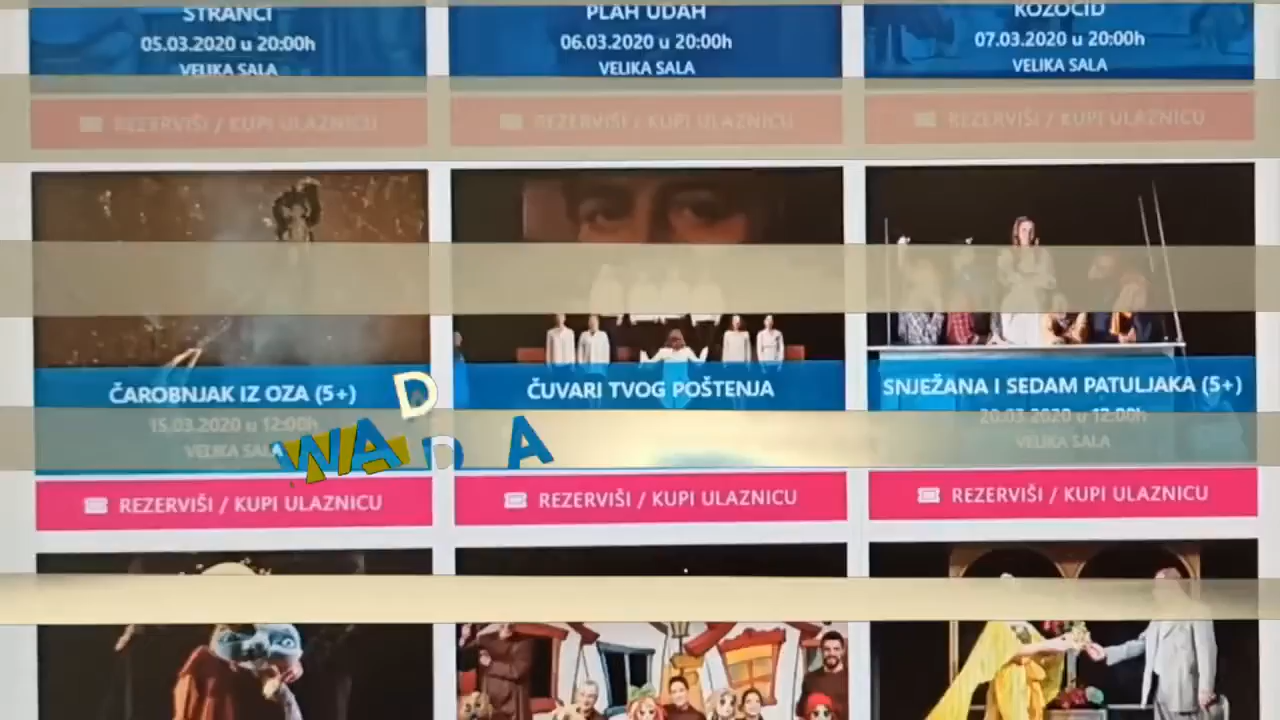 STRANCI
05.03.2020 u 20:00h
VELIKA SALA
PLAH UDAH
06.03.2020 u 20:00h
VELIKA SALA
KOZOCID
07.03.2020 u 20:00h
VELIKA SALA
REZERVIŠI / KUPI ULAZNICU
REZERVIŠI / KUPI ULAZNICU
REZERVIŠI / KUPI ULAZNICU
ČAROBNJAK IZ OZA (5+)
15.03.2020 u 12:00h
VELIKA SALA
ČUVARI TVOG POŠTENJA
SNJEŽANA I SEDAM PATULJAKA (5+)
20.03.2020 u 12:00h
VELIKA SALA
REZERVIŠI / KUPI ULAZNICU
REZERVIŠI / KUPI ULAZNICU
REZERVIŠI / KUPI ULAZNICU